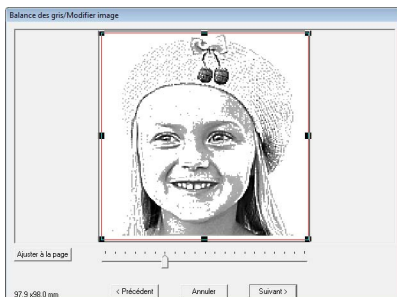 Balance des gris/Modifier image
Ajuster à la page
97.9 x98.0 mm
< Précédent
Annuler
Suivant >